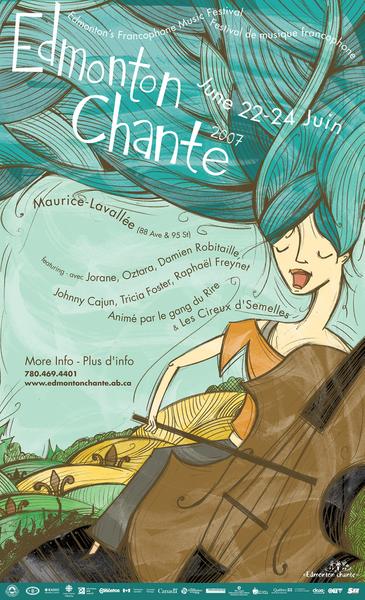 Edmonton's Francophone Music Festival
Festival de musique francophone
Edmonton
Chante
June 22-24 Juin
2007
Maurice-Lavallée (88 Ave & 95 St)
featuring - avec Jorane, Oztara, Damien Robitaille,
Johnny Cajun, Tricia Foster, Raphaël Freynet
Animé par le gang du Rire
& Les Cireux d'Semelles
More Info - Plus d'info
780.469.4401
www.edmontonchante.ab.ca
Edmonton chante
Canada